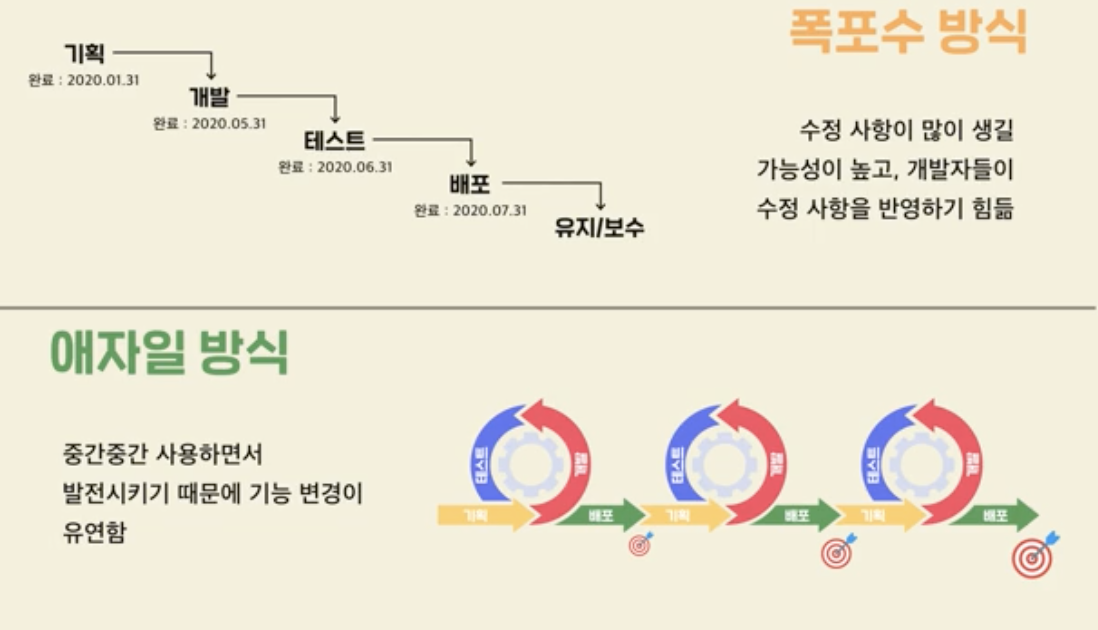 폭포수 방식
기획
완료 : 2020.01.31
개발
완료 : 2020.05.31
테스트
완료 : 2020.06.31
배포
완료 : 2020.07.31
유지/보수
수정 사항이 많이 생길
가능성이 높고, 개발자들이
수정 사항을 반영하기 힘듦
애자일 방식
중간중간 사용하면서
발전시키기 때문에 기능 변경이
유연함
기획
테스트
개발
배포
기획
테스트
개발
배포
기획
테스트
개발
배포